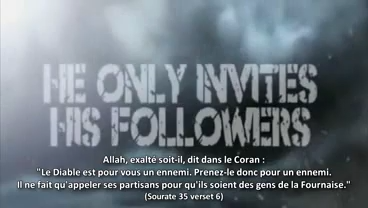 HE ONLY INVITES
HIS FOLLOWERS
Allah, exalté soit-il, dit dans le Coran :
"Le Diable est pour vous un ennemi. Prenez-le donc pour un ennemi.
Il ne fait qu'appeler ses partisans pour qu'ils soient des gens de la Fournaise."
(Sourate 35 verset 6)